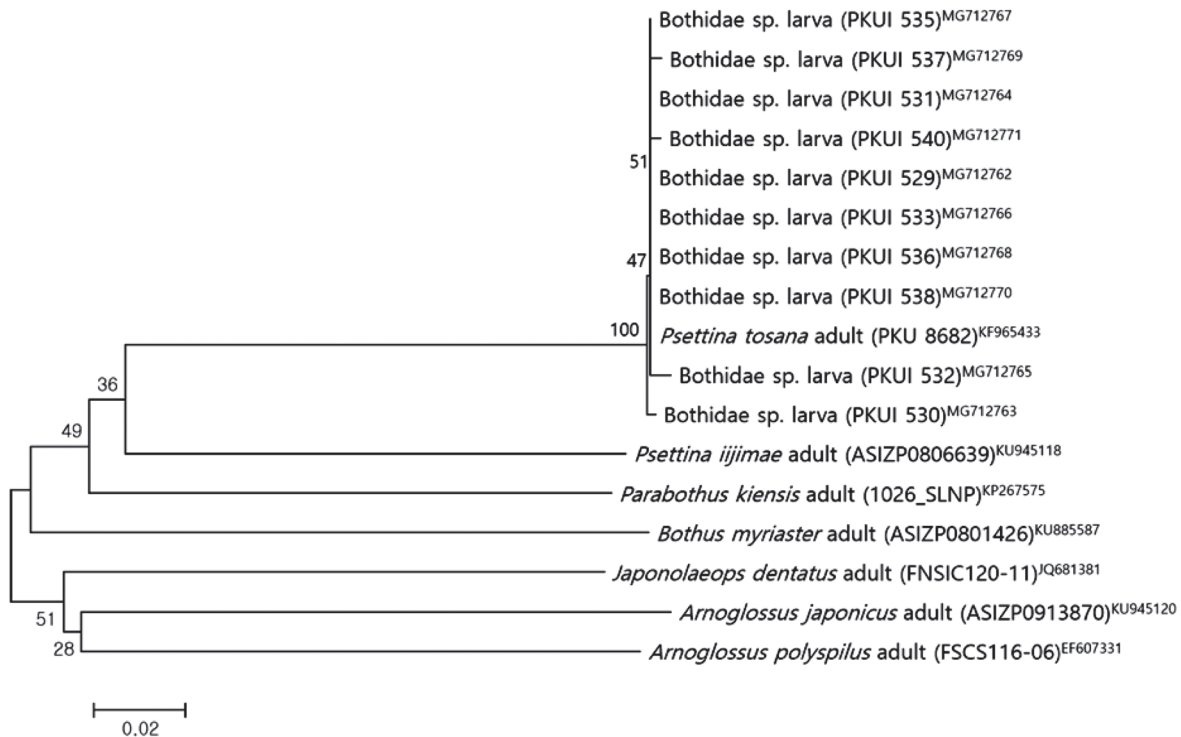 Bothidae sp. larva (PKUI 535)MG712767
Bothidae sp. larva (PKUI 537)MG712769
Bothidae sp. larva (PKUI 531)MG712764
Bothidae sp. larva (PKUI 540)MG712771
51
Bothidae sp. larva (PKUI 529)MG712762
Bothidae sp. larva (PKUI 533)MG712766
47 Bothidae sp. larva (PKUI 536)MG712768
Bothidae sp. larva (PKUI 538)MG712770
100 Psettina tosana adult (PKU 8682)KF965433
Bothidae sp. larva (PKUI 532)MG712765
36
Bothidae sp. larva (PKUI 530)MG712763
49
Psettina iijimae adult (ASIZP0806639)KU945118
Parabothus kiensis adult (1026_SLNP)KP267575
Bothus myriaster adult (ASIZP0801426)KU885587
Japonolaeops dentatus adult (FNSIC120-11)JQ681381
51 Arnoglossus japonicus adult (ASIZP0913870)KU945120
28 Arnoglossus polyspilus adult (FSCS116-06)EF607331
0.02